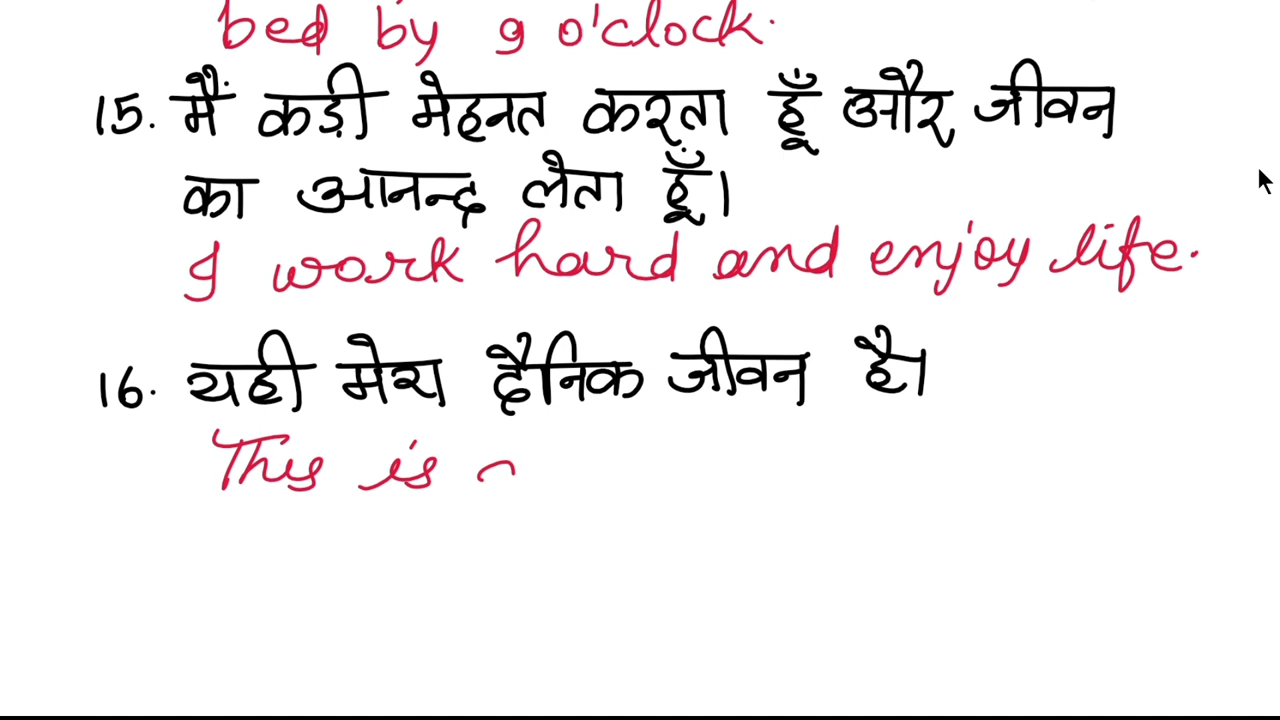 bed by 9 o'clock.
15. मैं कड़ी मेहनत करता हूँ और जीवन
का आनन्द लेता हूँ।
I work hard and enjoy life.
16. यही मेरा दैनिक जीवन है।
This is